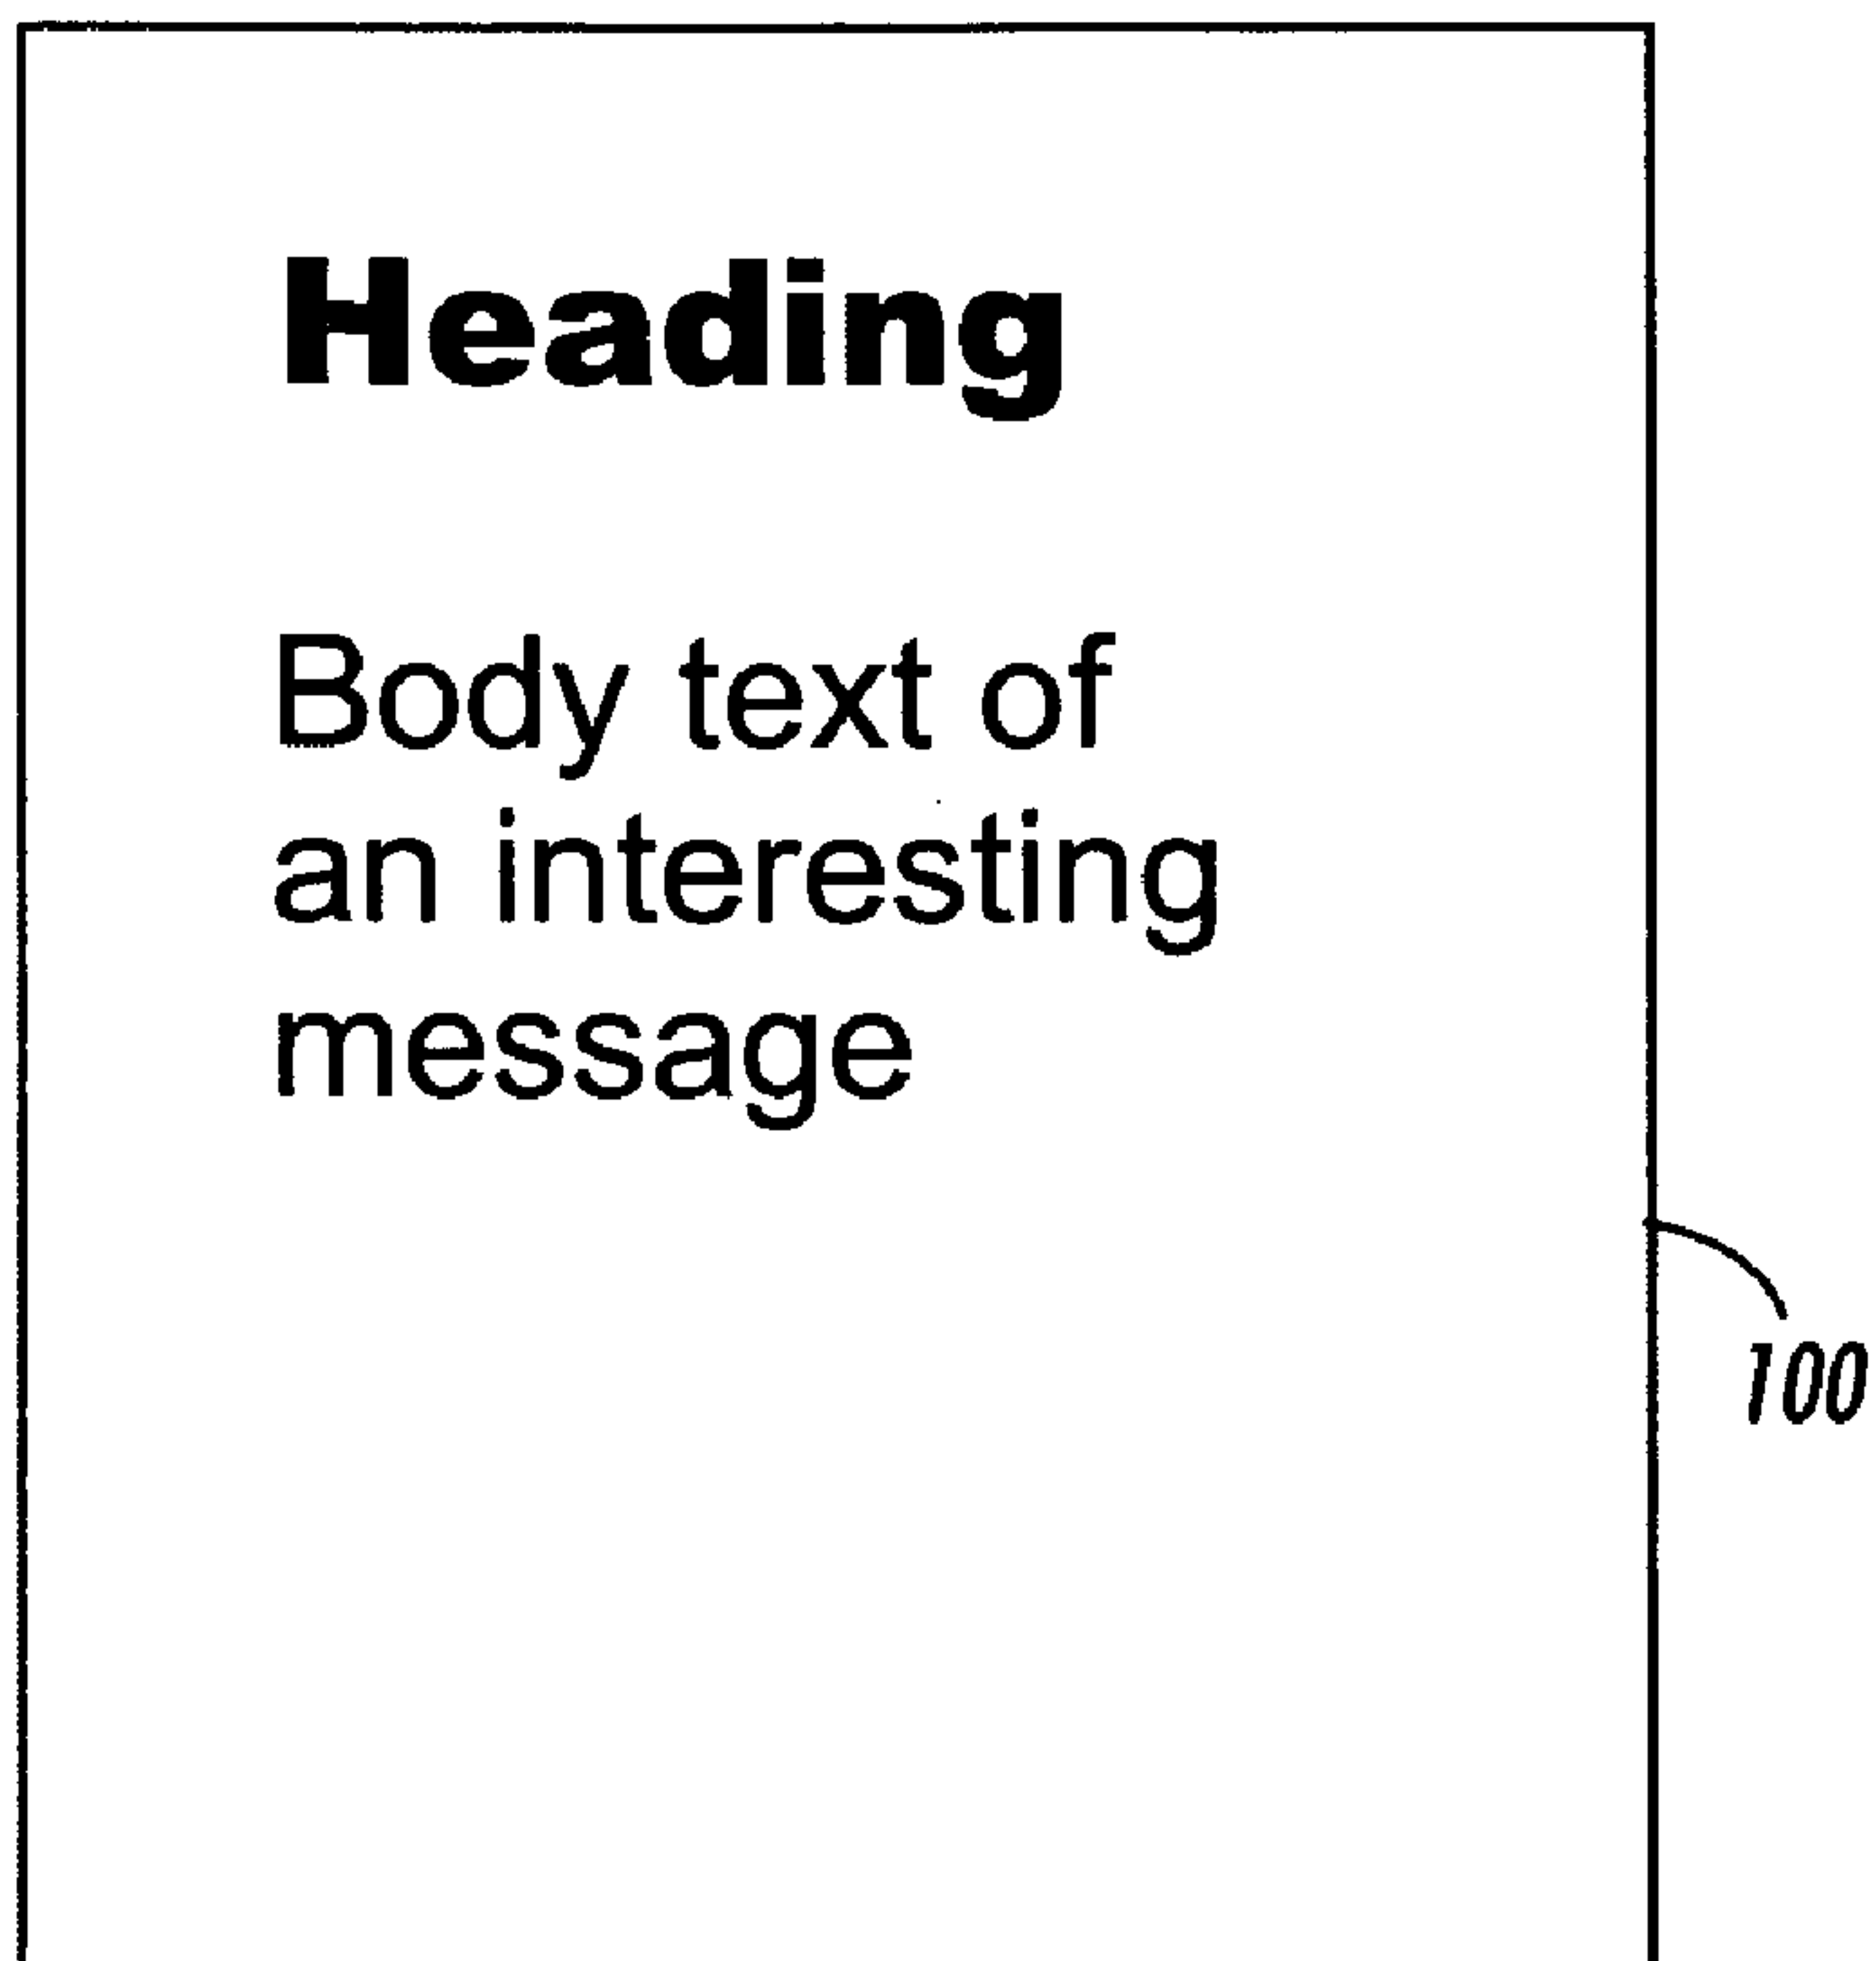 Heading
Body text of
an interesting
message
100